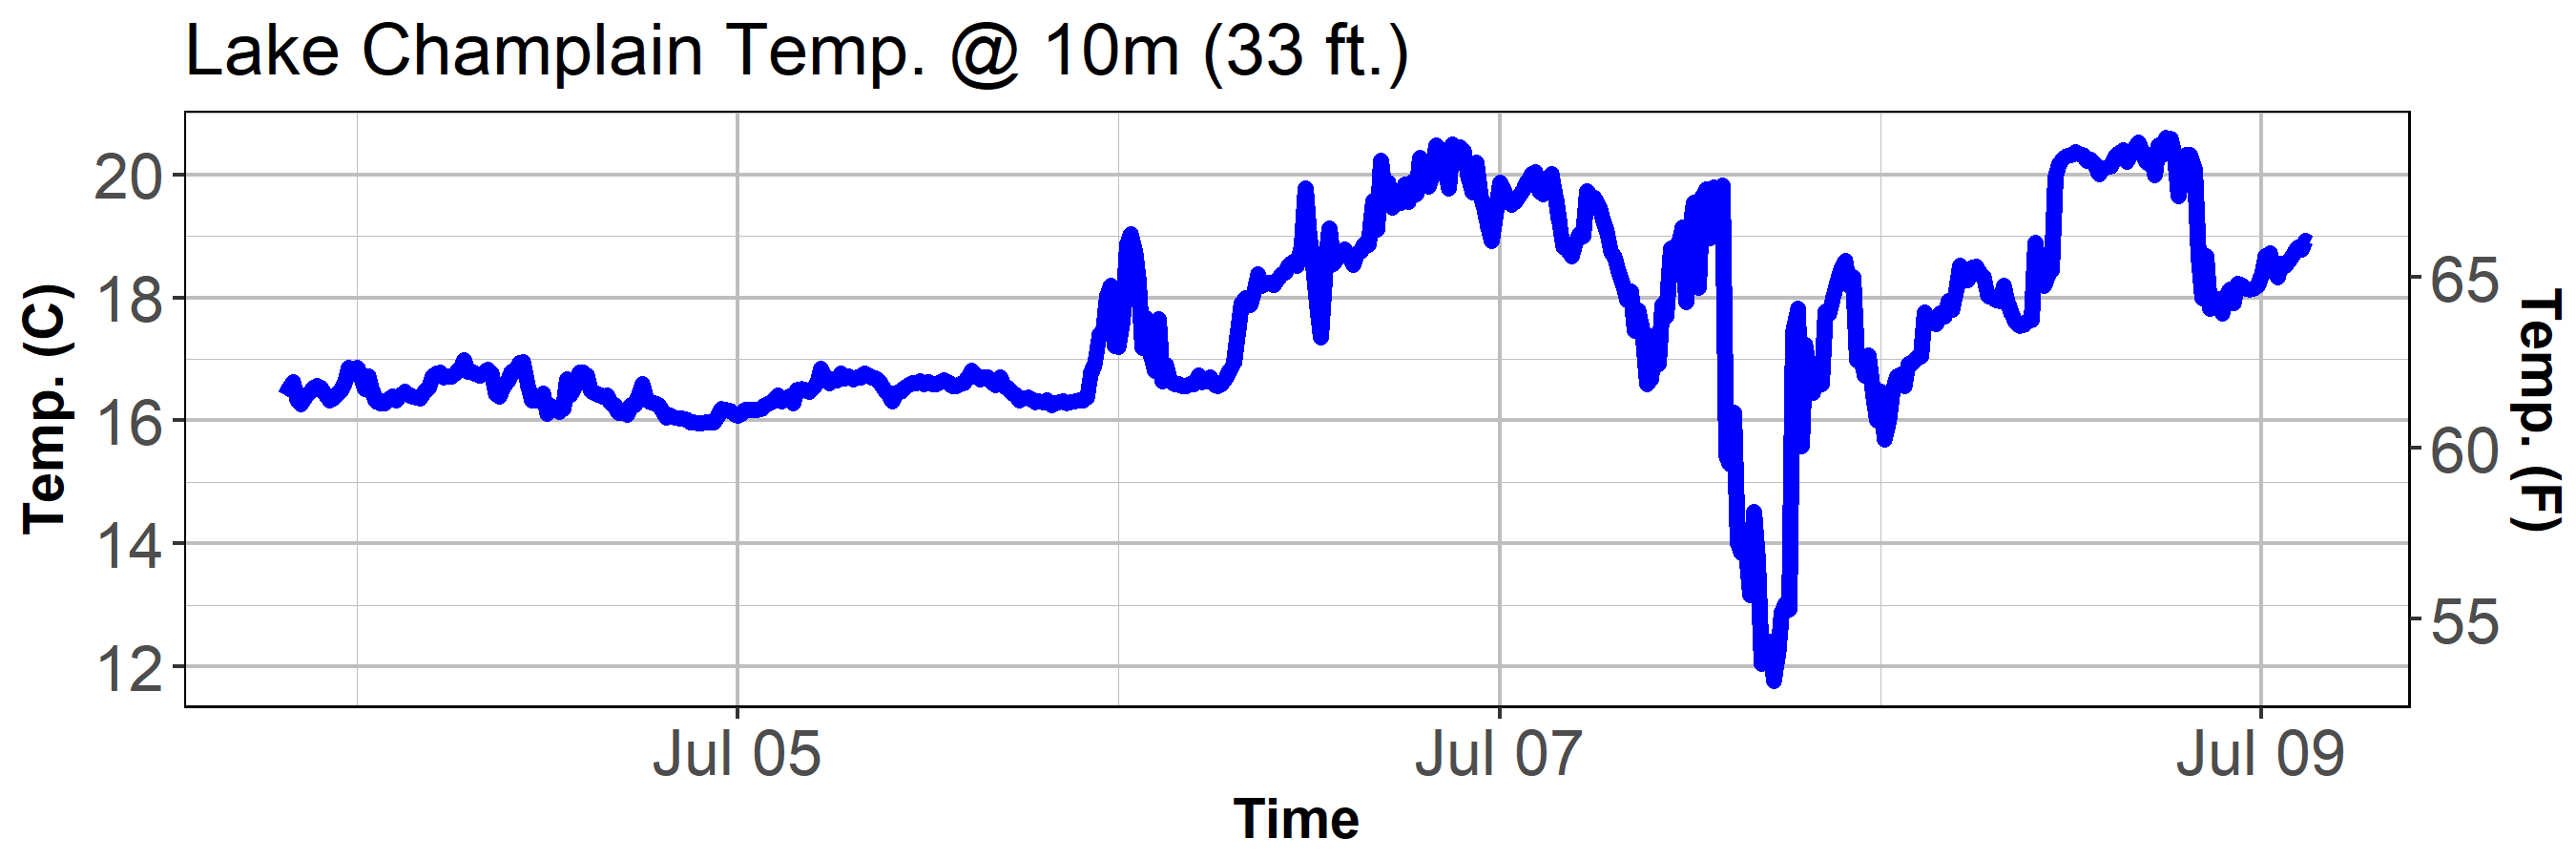 Lake Champlain Temp. @ 10m (33 ft.)
Temp. (C)
20
18
16
14
12
65
60
55
Temp. (F)
Jul 05 Jul 07 Jul 09
Time